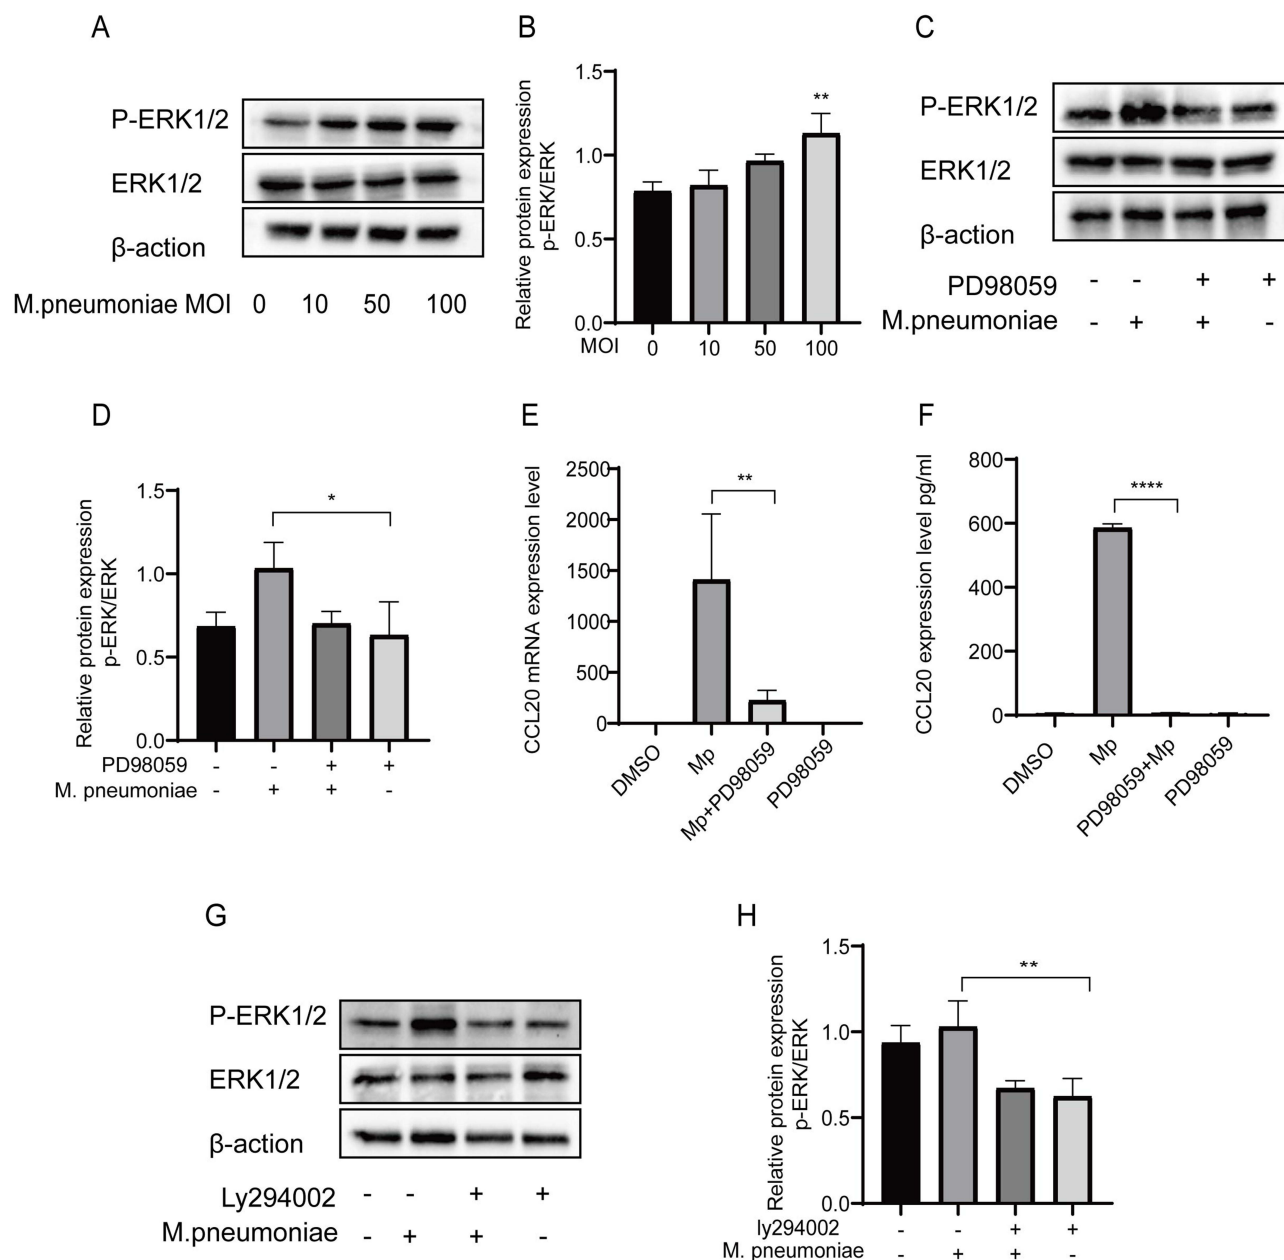 A
P-ERK1/2
ERK1/2
β-action
M.pneumoniae MOI 0 10 50 100
B
Relative protein expression
p-ERK/ERK
1.5
1.0
0.5
0.0
**
MOI 0 10 50 100
C
P-ERK1/2
ERK1/2
β-action
PD98059 - - + +
M.pneumoniae - + + -
D
Relative protein expression
p-ERK/ERK
1.5
1.0
0.5
0.0
*
PD98059 - - + +
M. pneumoniae - + + -
E
CCL20 mRNA expression level
2500
2000
1500
1000
500
0
**
DMSO
Mp
Mp+PD98059
PD98059
F
CCL20 expression level pg/ml
800
600
400
200
0
****
DMSO
Mp
PD98059+Mp
PD98059
G
P-ERK1/2
ERK1/2
β-action
Ly294002 - - + +
M.pneumoniae - + + -
H
Relative protein expression
p-ERK/ERK
1.5
1.0
0.5
0.0
**
ly294002 - - + +
M. pneumoniae - + + -